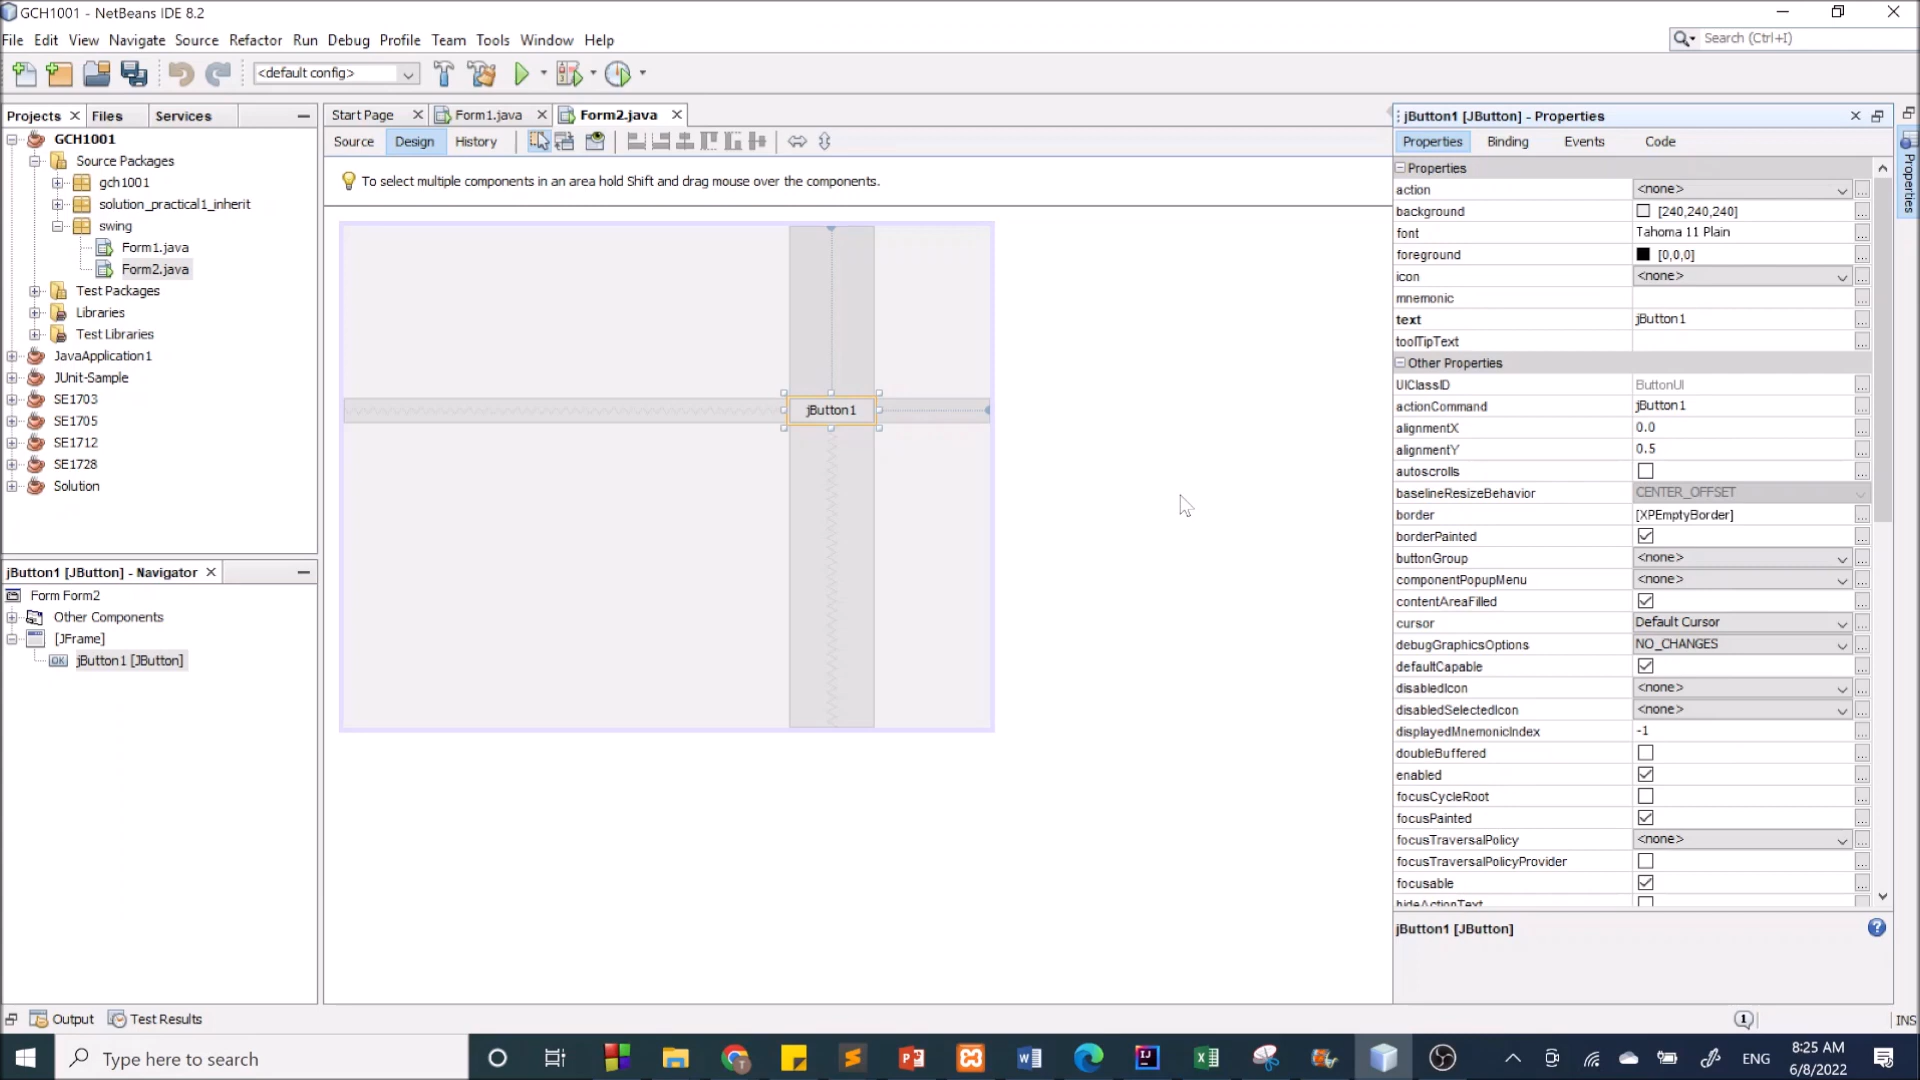 GCH1001 - NetBeans IDE 8.2
File Edit View Navigate Source Refactor Run Debug Profile Team Tools Window Help
Search (Ctrl+I)
<default config>
Projects Files Services
GCH1001
Source Packages
gch1001
solution_practical1_inherit
swing
Form1.java
Form2.java
Test Packages
Libraries
Test Libraries
JavaApplication1
JUnit-Sample
SE1703
SE1705
SE1712
SE1728
Solution
jButton1 [JButton] - Navigator
Form Form2
Other Components
[JFrame]
OK jButton1 [JButton]
Start Page Form1.java Form2.java
Source Design History
To select multiple components in an area hold Shift and drag mouse over the components.
jButton1
jButton1 [JButton] - Properties
Properties Binding Events Code
Properties
Properties
action <none> ...
background [240,240,240] ...
font Tahoma 11 Plain ...
foreground [0,0,0] ...
icon <none> ...
mnemonic ...
text jButton1 ...
toolTipText ...
Other Properties
UIClassID ButtonUI ...
actionCommand jButton1 ...
alignmentX 0.0 ...
alignmentY 0.5 ...
autoscrolls ...
baselineResizeBehavior CENTER_OFFSET ...
border [XPEmptyBorder] ...
borderPainted ...
buttonGroup <none> ...
componentPopupMenu <none> ...
contentAreaFilled ...
cursor Default Cursor ...
debugGraphicsOptions NO_CHANGES ...
defaultCapable ...
disabledIcon <none> ...
disabledSelectedIcon <none> ...
displayedMnemonicIndex -1 ...
doubleBuffered ...
enabled ...
focusCycleRoot ...
focusPainted ...
focusTraversalPolicy <none> ...
focusTraversalPolicyProvider ...
focusable ...
hideActionText
jButton1 [JButton]
Output Test Results
1
INS
Type here to search
ENG
8:25 AM
6/8/2022